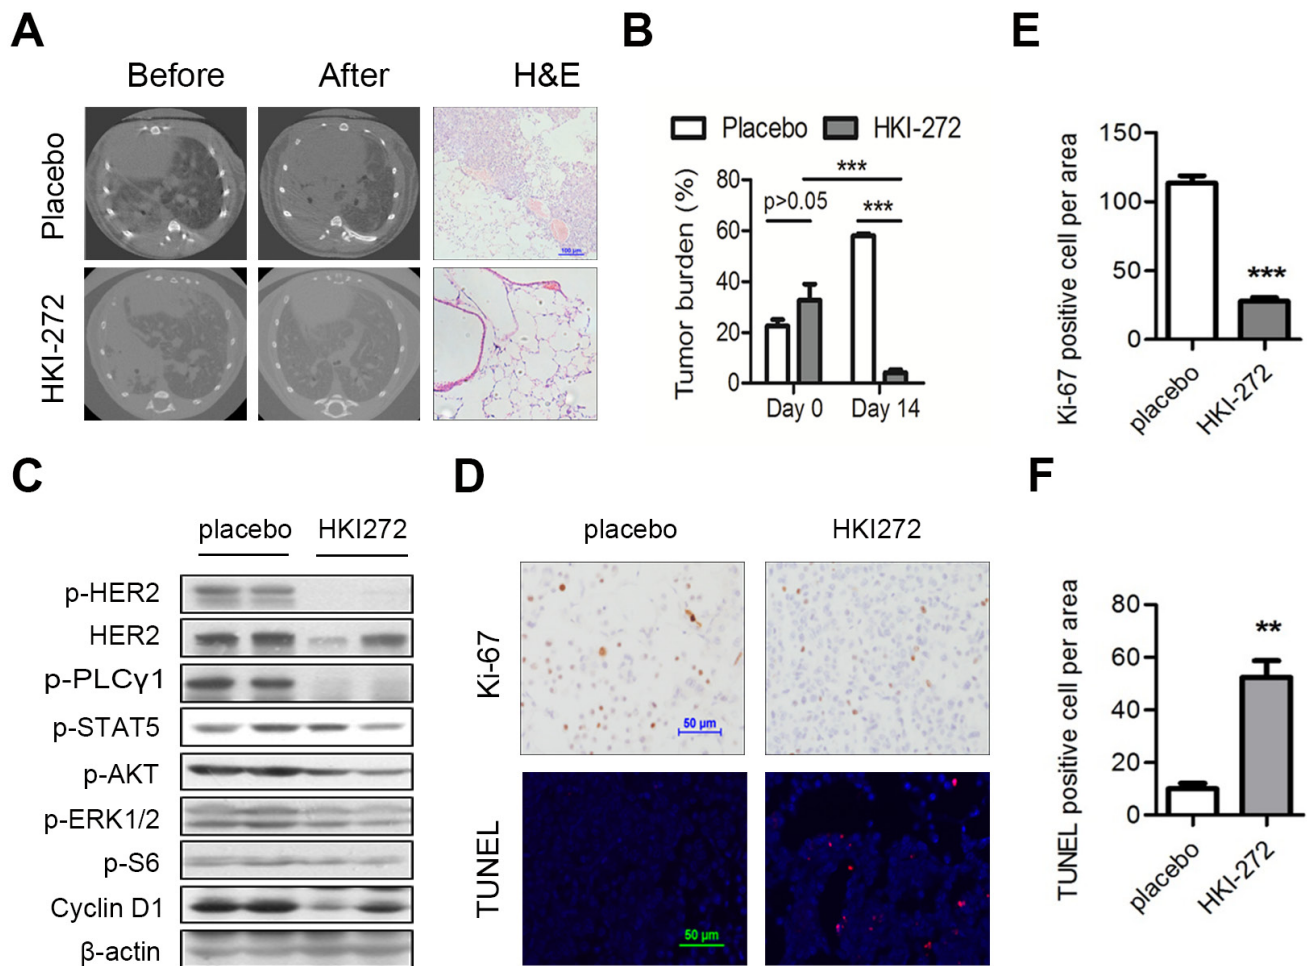 A
Before
After
H&E
Placebo
HKI-272
100 µm
B
Placebo
HKI-272
Tumor burden (%)
80
60
40
20
0
p>0.05
***
***
Day 0
Day 14
E
Ki-67 positive cell per area
150
100
50
0
***
placebo
HKI-272
C
placebo
HKI272
p-HER2
HER2
p-PLCγ1
p-STAT5
p-AKT
p-ERK1/2
p-S6
Cyclin D1
β-actin
D
placebo
HKI272
Ki-67
50 µm
TUNEL
50 µm
F
TUNEL positive cell per area
80
60
40
20
0
**
placebo
HKI-272